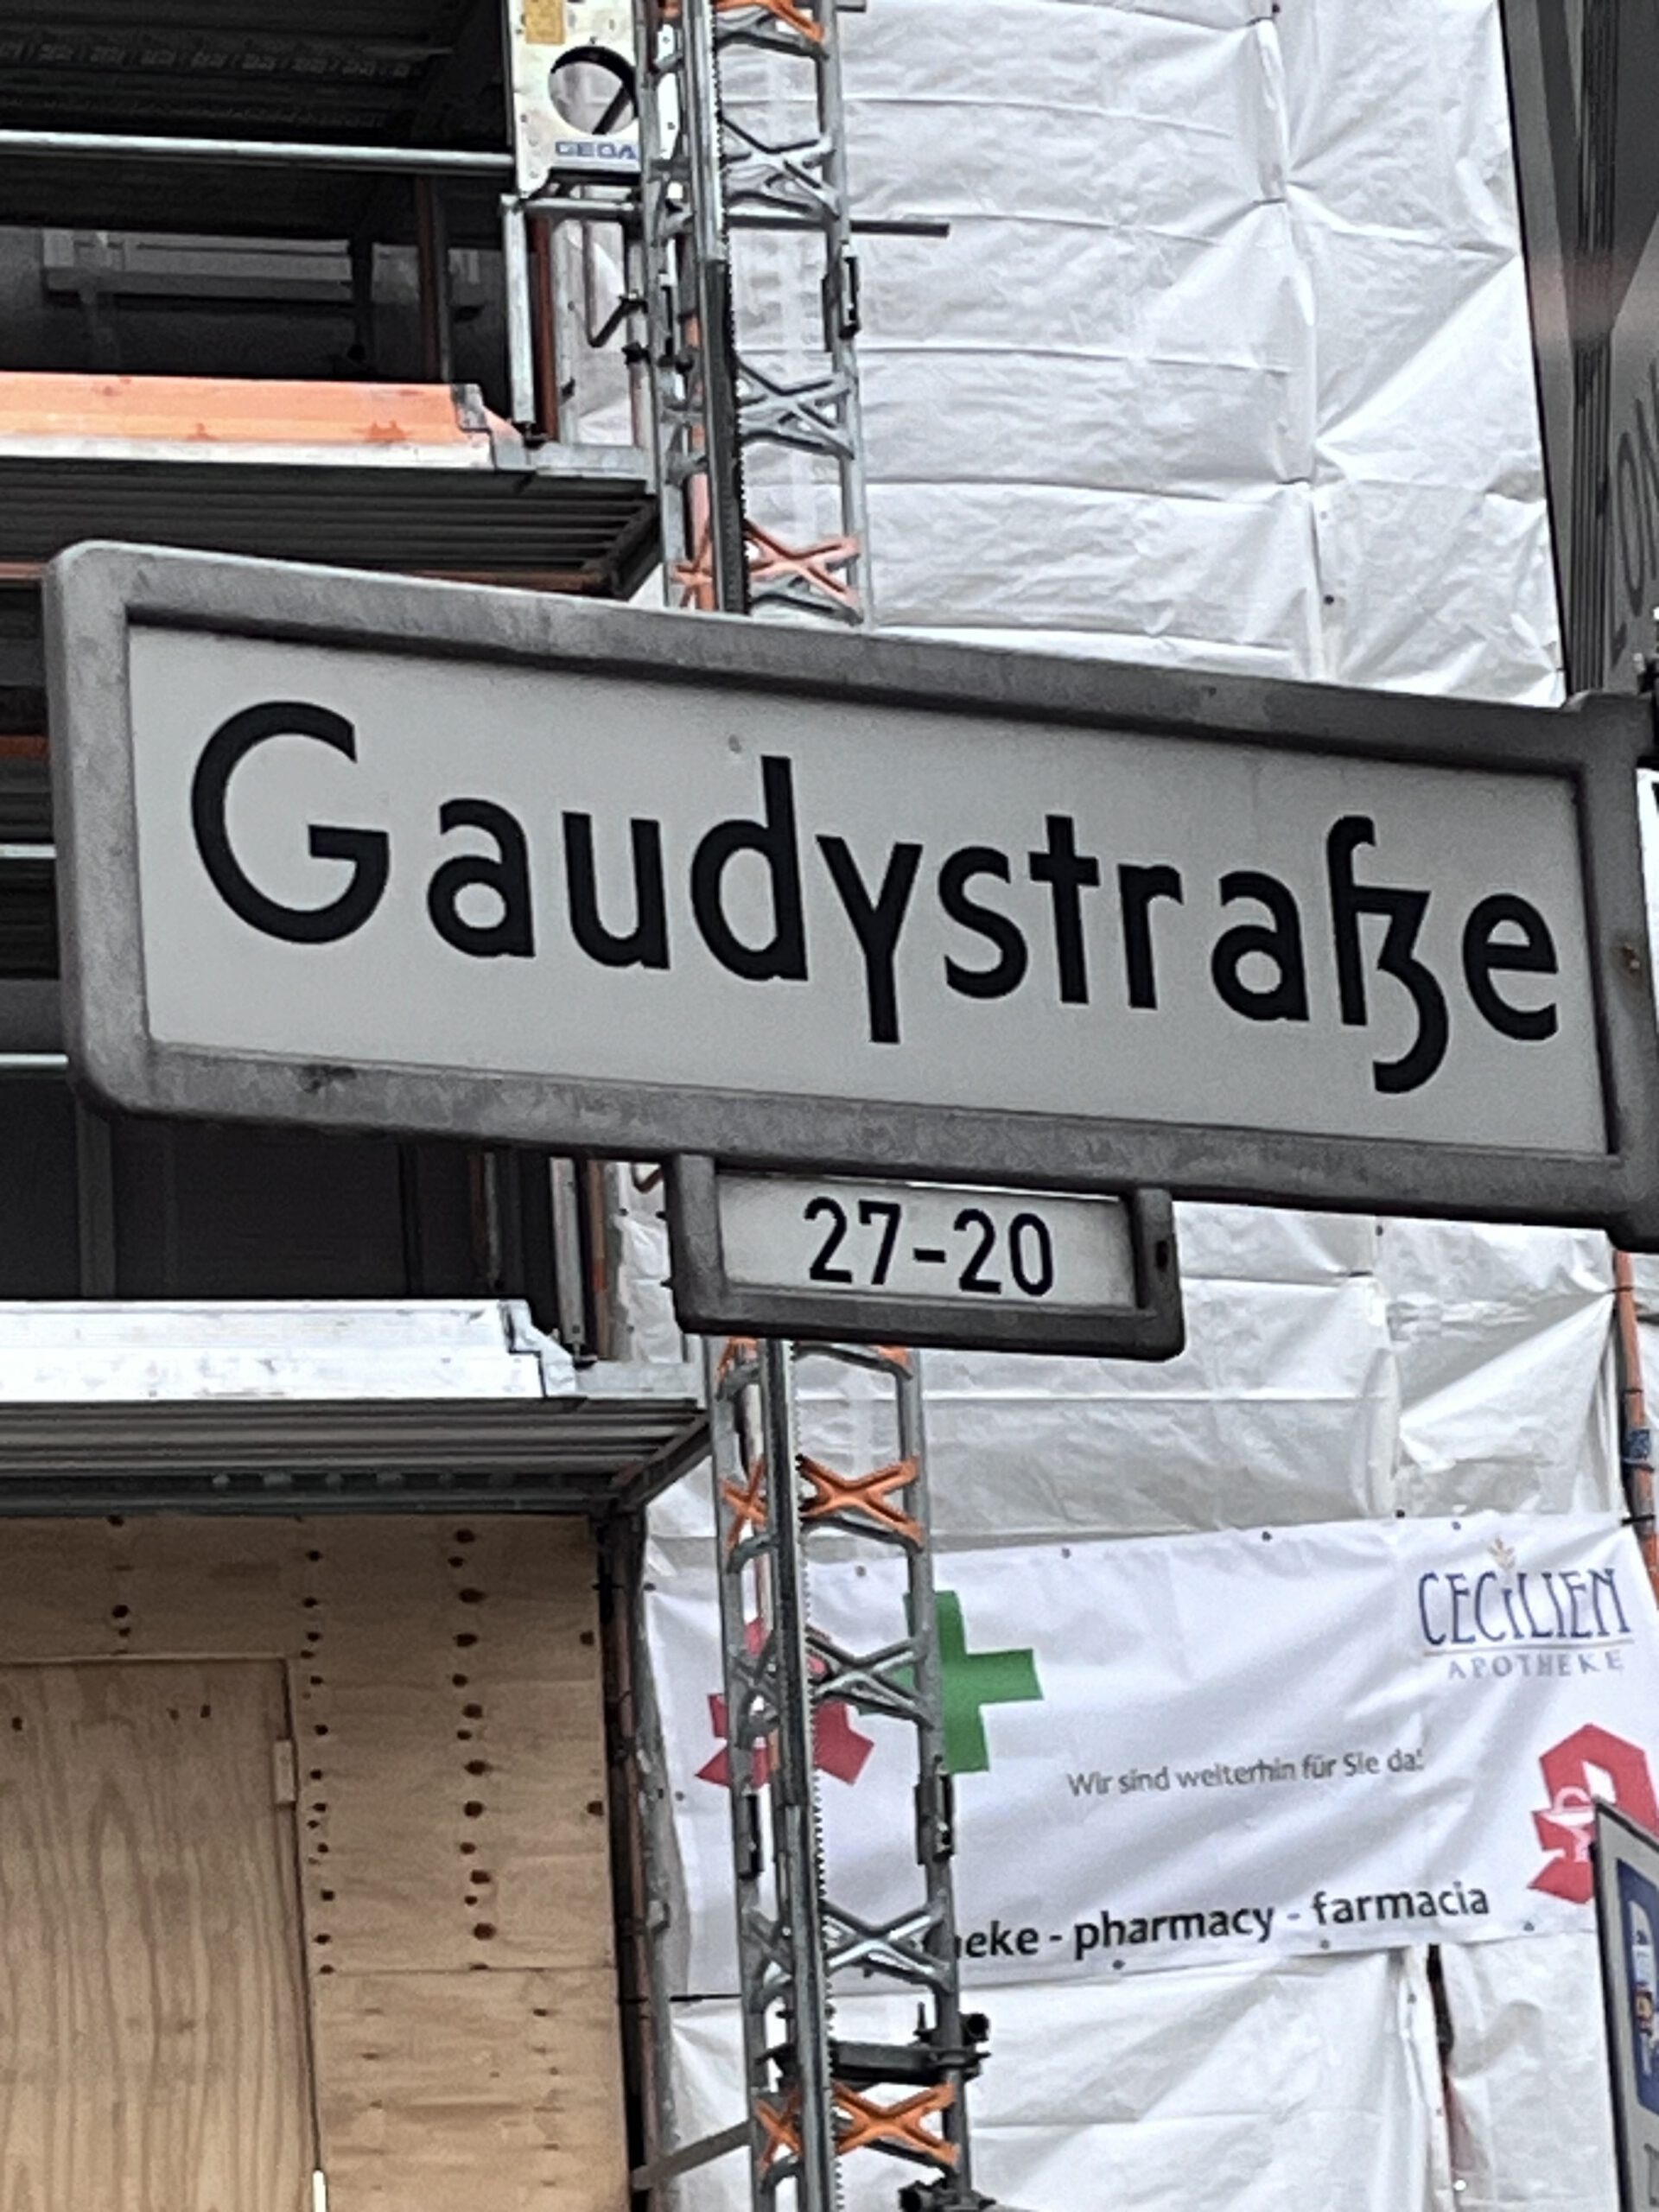 GEDA
Gaudystraße
27-20
CECiLIEN
APOTHEKE
Wir sind weiterhin für Sie da!
- pharmacy - farmacia